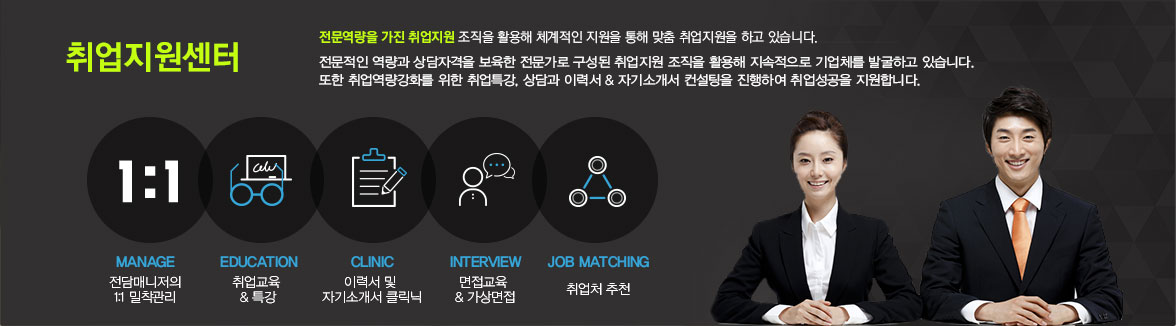 취업지원센터
전문역량을 가진 취업지원 조직을 활용해 체계적인 지원을 통해 맞춤 취업지원을 하고 있습니다.
전문적인 역량과 상담자격을 보육한 전문가로 구성된 취업지원 조직을 활용해 지속적으로 기업체를 발굴하고 있습니다.
또한 취업역량강화를 위한 취업특강, 상담과 이력서 & 자기소개서 컨설팅을 진행하여 취업성공을 지원합니다.
1:1
MANAGE
전담매니저의
1:1 밀착관리
EDUCATION
취업교육
& 특강
CLINIC
이력서 및
자기소개서 클리닉
INTERVIEW
면접교육
& 가상면접
JOB MATCHING
취업처 추천